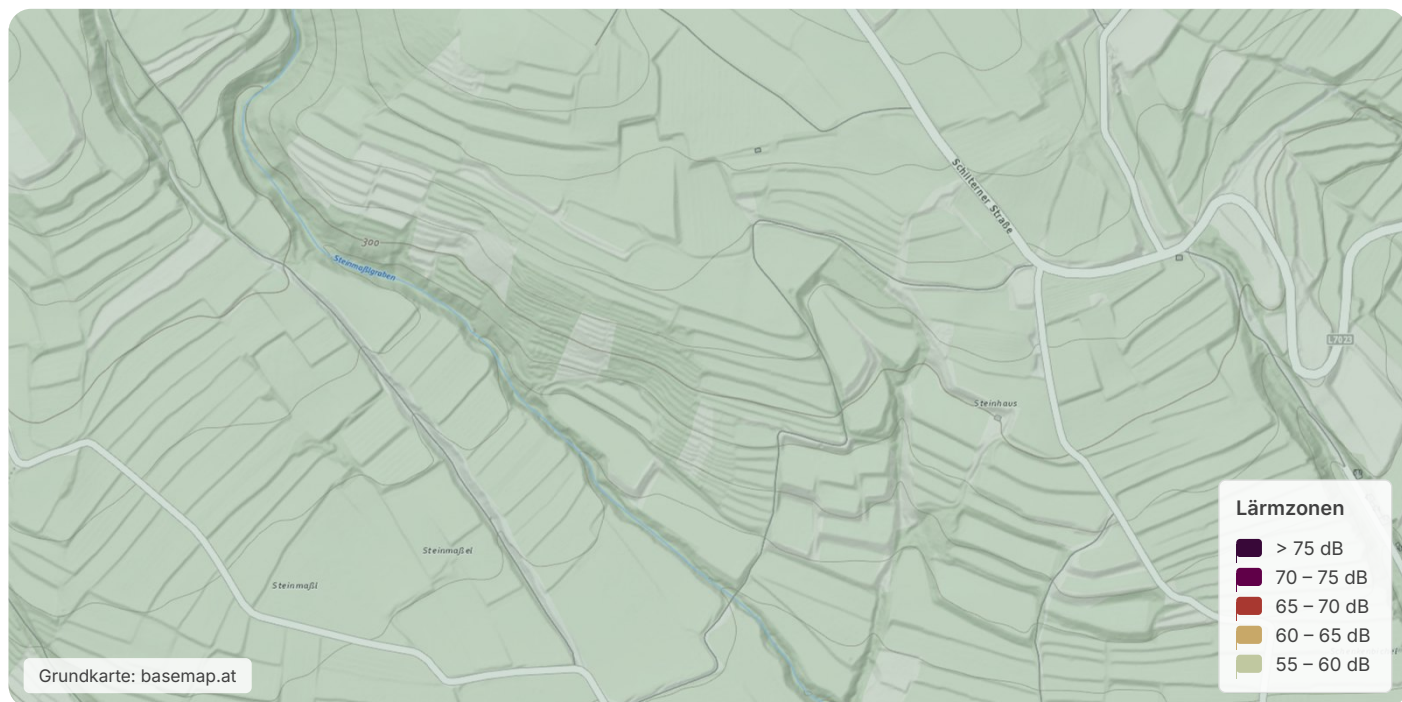 Schilterner Straße
300
Steinmaßlgraben
L7023
Steinhaus
Steinmaßel
Steinmaßl
Lärmzonen
> 75 dB
70 – 75 dB
65 – 70 dB
60 – 65 dB
55 – 60 dB
Grundkarte: basemap.at